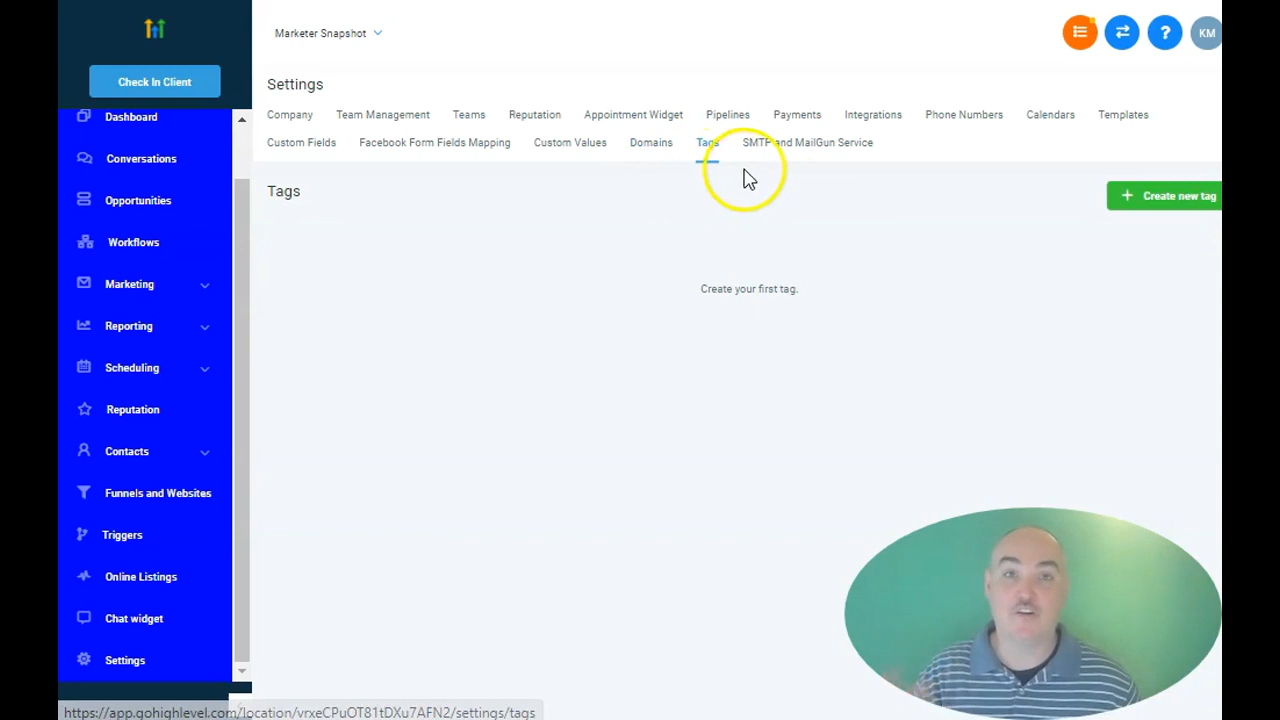 Marketer Snapshot
KM
Check In Client
Settings
Company Team Management Teams Reputation Appointment Widget Pipelines Payments Integrations Phone Numbers Calendars Templates
Custom Fields Facebook Form Fields Mapping Custom Values Domains Tags SMTP and MailGun Service
Tags
Create new tag
Create your first tag.
Dashboard
Conversations
Opportunities
Workflows
Marketing
Reporting
Scheduling
Reputation
Contacts
Funnels and Websites
Triggers
Online Listings
Chat widget
Settings
https://app.gohighlevel.com/location/vrxeCPuOT81tDXu7AFN2/settings/tags